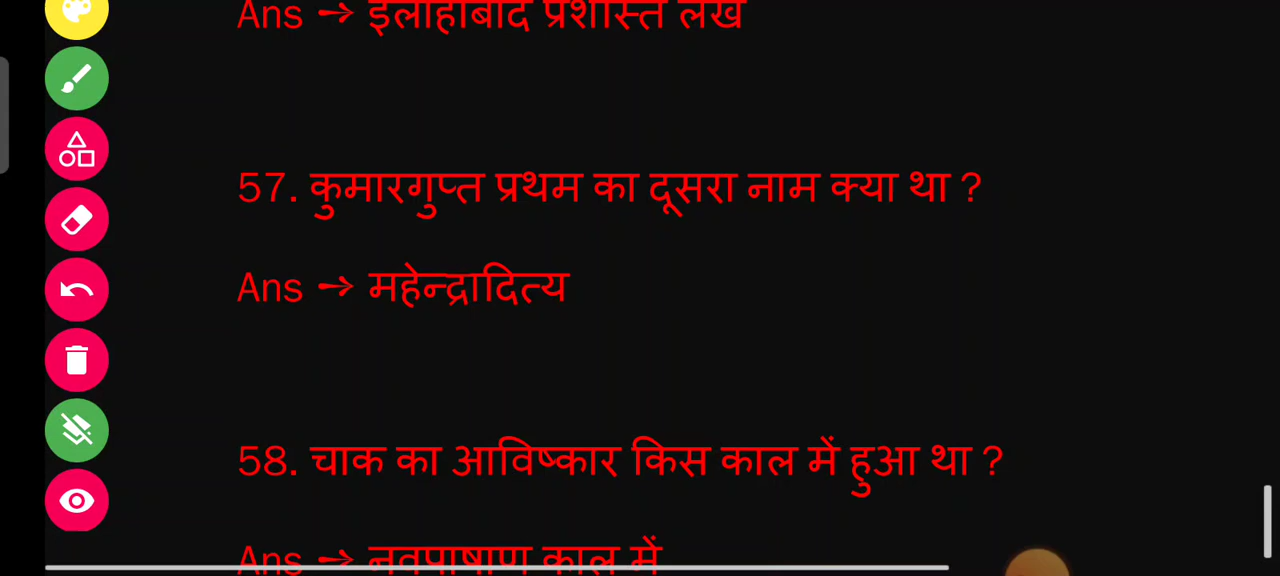 Ans → इलाहाबाद प्रशस्ति लेख
57. कुमारगुप्त प्रथम का दूसरा नाम क्या था ?
Ans → महेन्द्रादित्य
58. चाक का आविष्कार किस काल में हुआ था ?
Ans → नवपाषाण काल में